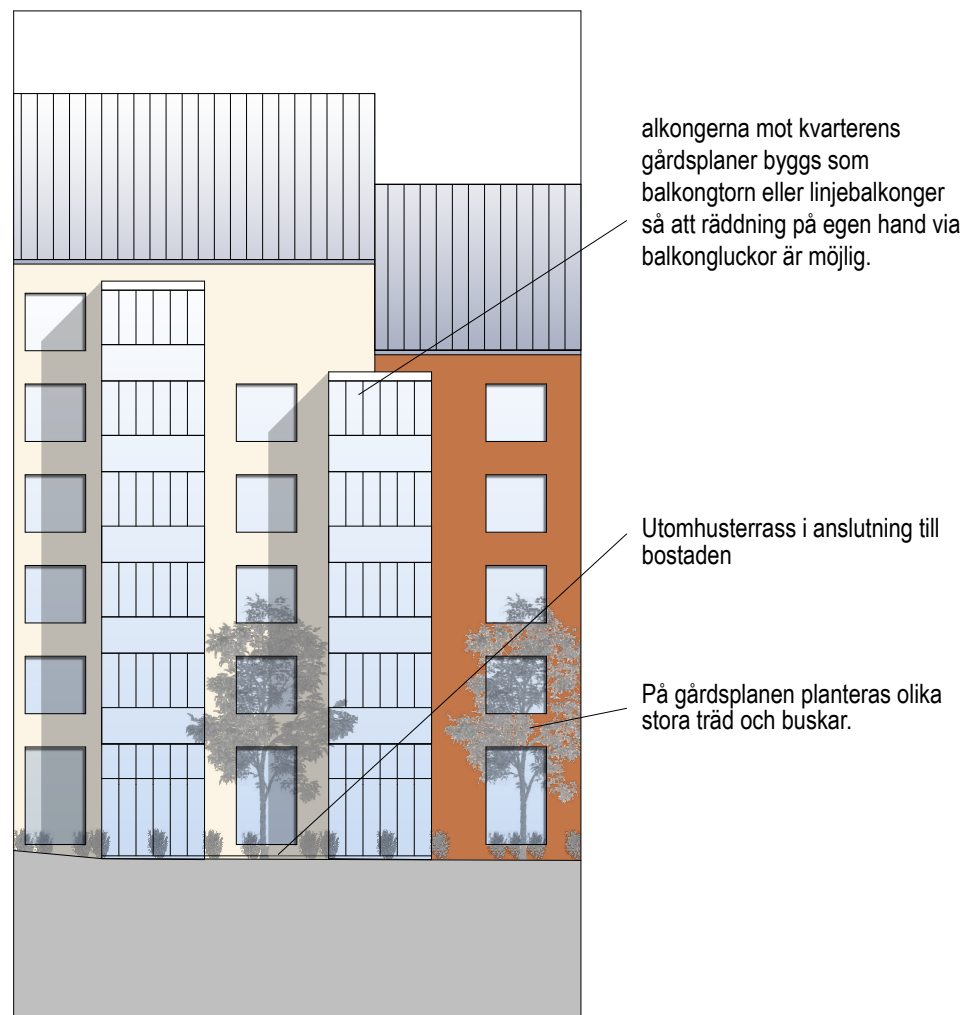 alkongerna mot kvarterens
gårdsplaner byggs som
balkongtorn eller linjebalkonger
så att räddning på egen hand via
balkongluckor är möjlig.
Utomhusterrass i anslutning till
bostaden
På gårdsplanen planteras olika
stora träd och buskar.